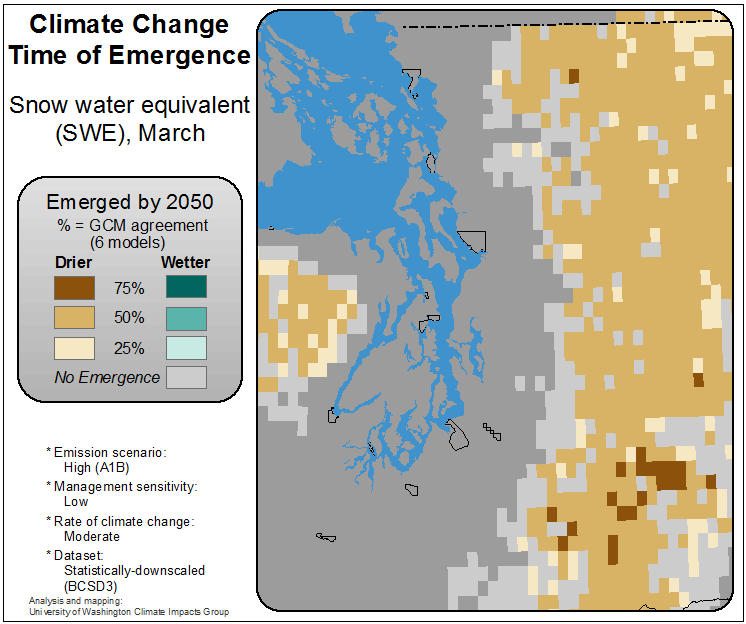 Climate Change
Time of Emergence
Snow water equivalent
(SWE), March
Emerged by 2050
% = GCM agreement
(6 models)
Drier Wetter
75%
50%
25%
No Emergence
* Emission scenario:
High (A1B)
* Management sensitivity:
Low
* Rate of climate change:
Moderate
* Dataset:
Statistically-downscaled
(BCSD3)
Analysis and mapping:
University of Washington Climate Impacts Group